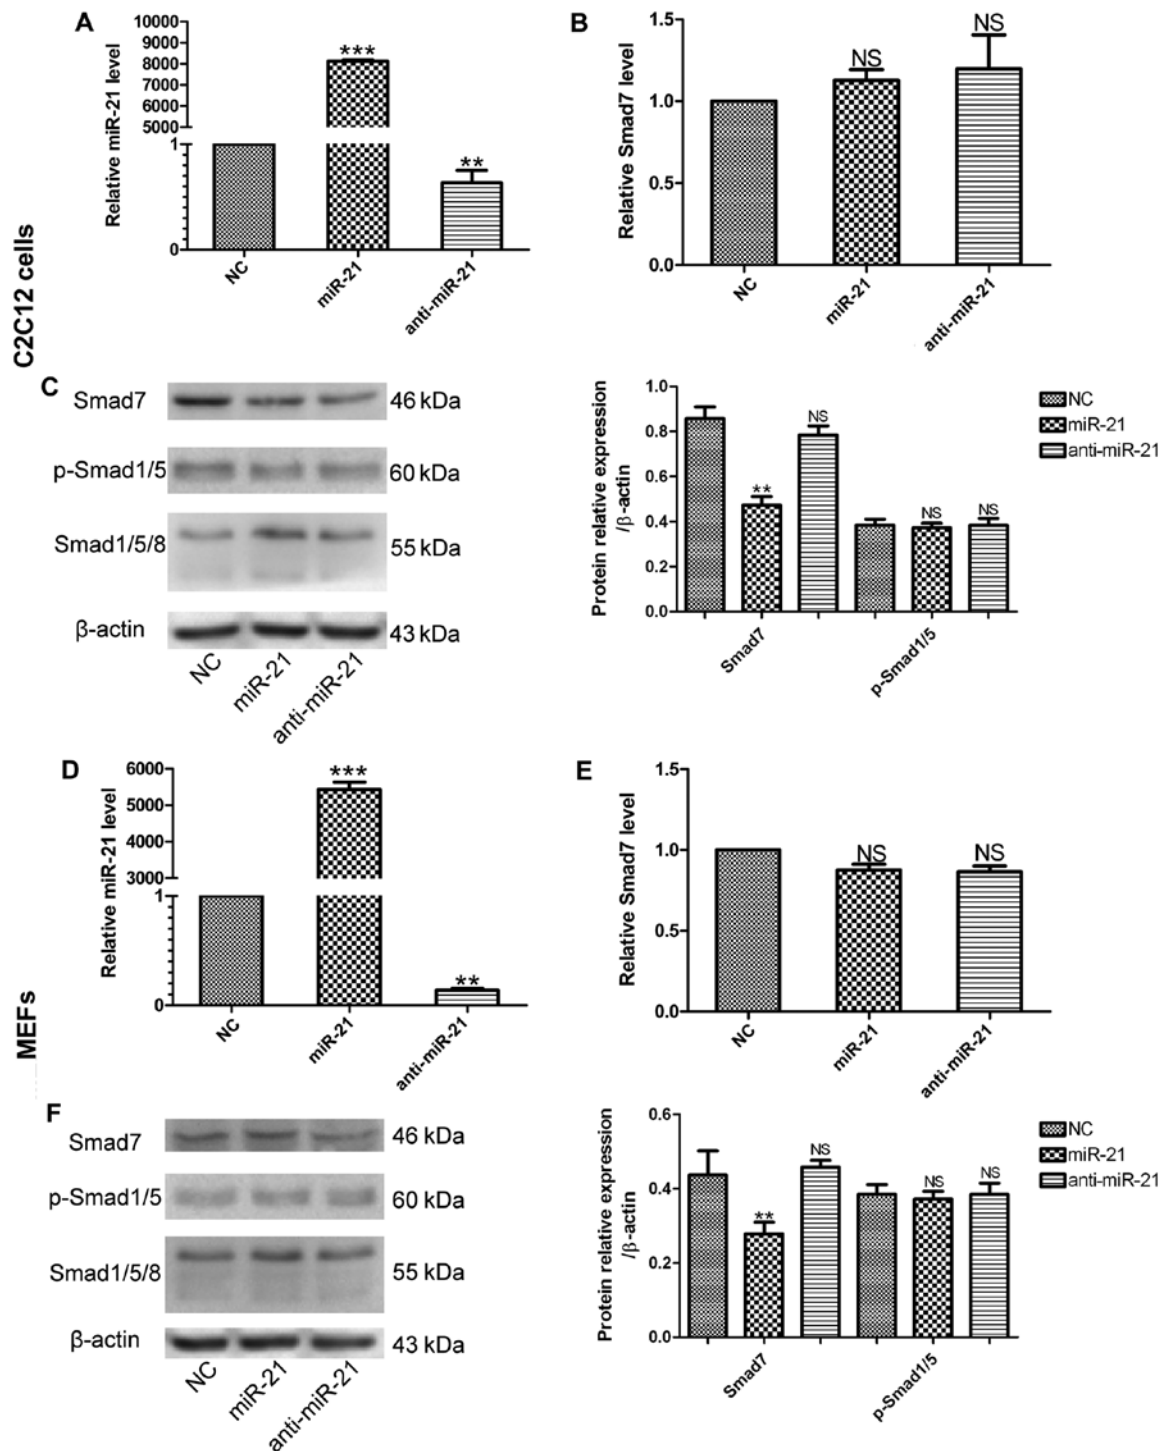 C2C12 cells
A
Relative miR-21 level
10000
9000
8000
7000
6000
5000
1
0
***
**
NC
miR-21
anti-miR-21
B
Relative Smad7 level
1.5
1.0
0.5
0.0
NS
NS
NC
miR-21
anti-miR-21
C
Smad7
46 kDa
p-Smad1/5
60 kDa
Smad1/5/8
55 kDa
β-actin
43 kDa
NC
miR-21
anti-miR-21
Protein relative expression
/β-actin
1.0
0.8
0.6
0.4
0.2
0.0
**
NS
NS
NS
Smad7
p-Smad1/5
NC
miR-21
anti-miR-21
MEFs
D
Relative miR-21 level
6000
5000
4000
3000
1
0
***
**
NC
miR-21
anti-miR-21
E
Relative Smad7 level
1.5
1.0
0.5
0.0
NS
NS
NC
miR-21
anti-miR-21
F
Smad7
46 kDa
p-Smad1/5
60 kDa
Smad1/5/8
55 kDa
β-actin
43 kDa
NC
miR-21
anti-miR-21
Protein relative expression
/β-actin
0.6
0.4
0.2
0.0
**
NS
NS
NS
Smad7
p-Smad1/5
NC
miR-21
anti-miR-21